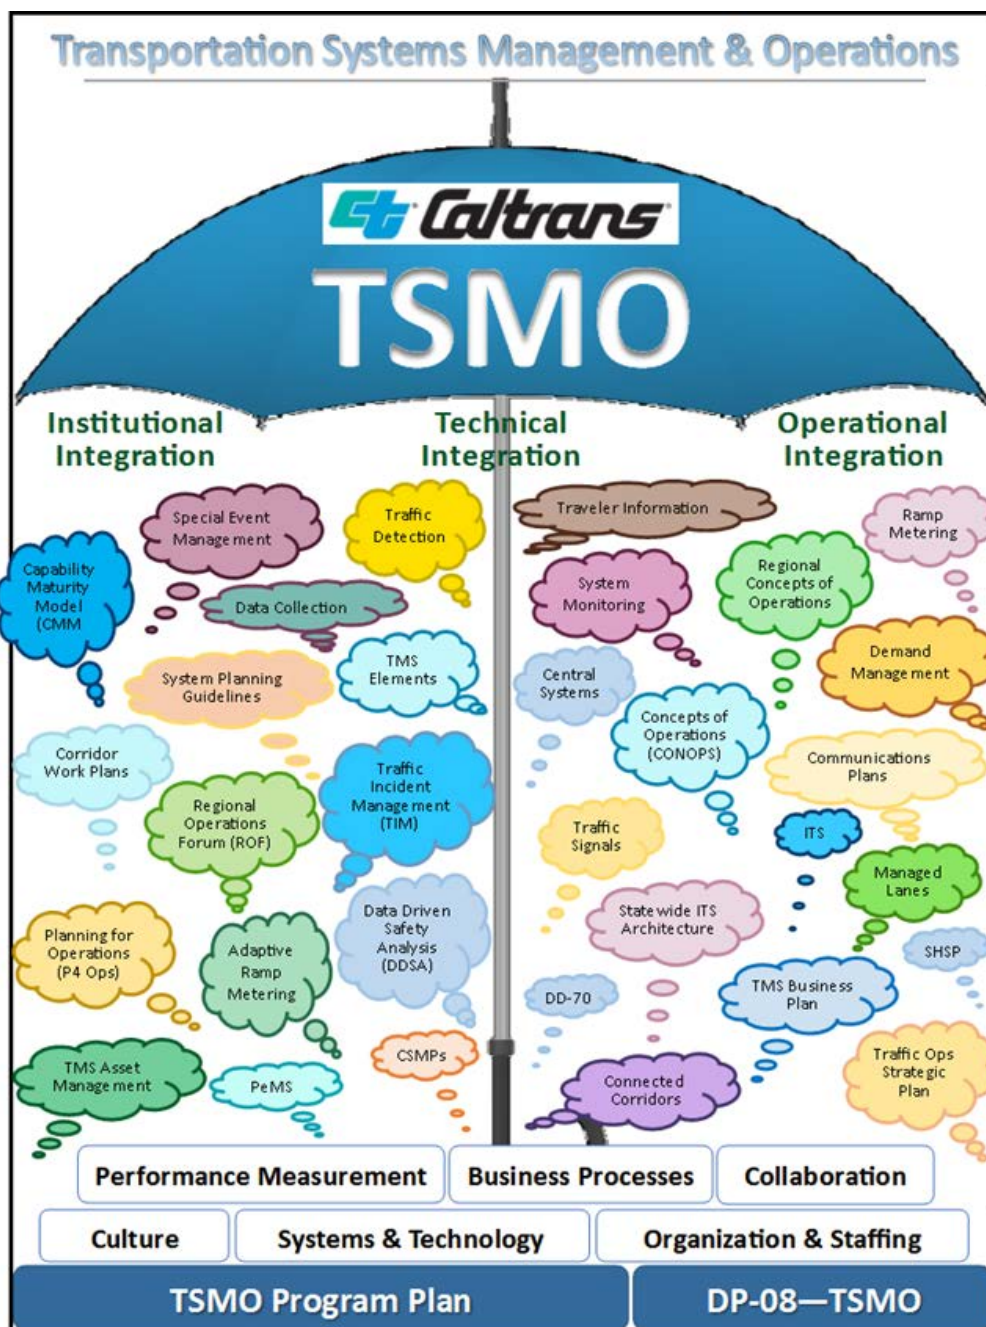 Transportation Systems Management & Operations
Ct Caltrans
TSMO
Institutional
Integration
Technical
Integration
Operational
Integration
Special Event
Management
Traffic
Detection
Traveler Information
Ramp
Metering
Capability
Maturity
Model
(CMM
Data Collection
System
Monitoring
Regional
Concepts of
Operations
System Planning
Guidelines
TMS
Elements
Central
Systems
Demand
Management
Concepts of
Operations
(CONOPS)
Corridor
Work Plans
Traffic
Incident
Management
(TIM)
Communications
Plans
Regional
Operations
Forum (ROF)
Traffic
Signals
ITS
Managed
Lanes
Planning for
Operations
(P4 Ops)
Adaptive
Ramp
Metering
Data Driven
Safety
Analysis
(DDSA)
Statewide ITS
Architecture
SHSP
DD-70
TMS Business
Plan
TMS Asset
Management
PeMS
CSMPs
Connected
Corridors
Traffic Ops
Strategic
Plan
Performance Measurement
Business Processes
Collaboration
Culture
Systems & Technology
Organization & Staffing
TSMO Program Plan
DP-08—TSMO